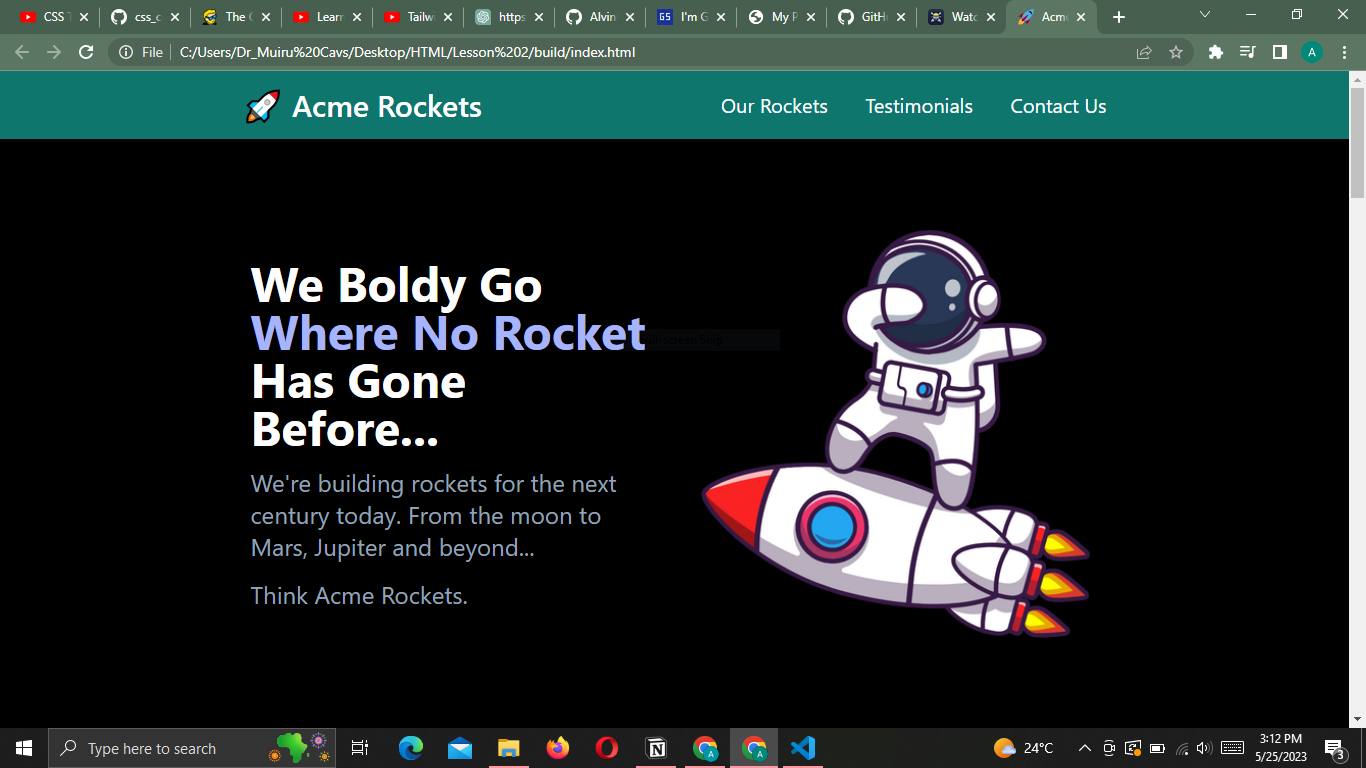 CSS T
css_c
The C
Learn
Tailw
https
Alvin
I'm G
My P
GitH
Watc
Acme
File
C:/Users/Dr_Muiru%20Cavs/Desktop/HTML/Lesson%202/build/index.html
A
Acme Rockets
Our Rockets
Testimonials
Contact Us
We Boldy Go
Where No Rocket
Has Gone
Before...
We're building rockets for the next
century today. From the moon to
Mars, Jupiter and beyond...
Think Acme Rockets.
Type here to search
24°C
3:12 PM
5/25/2023
3